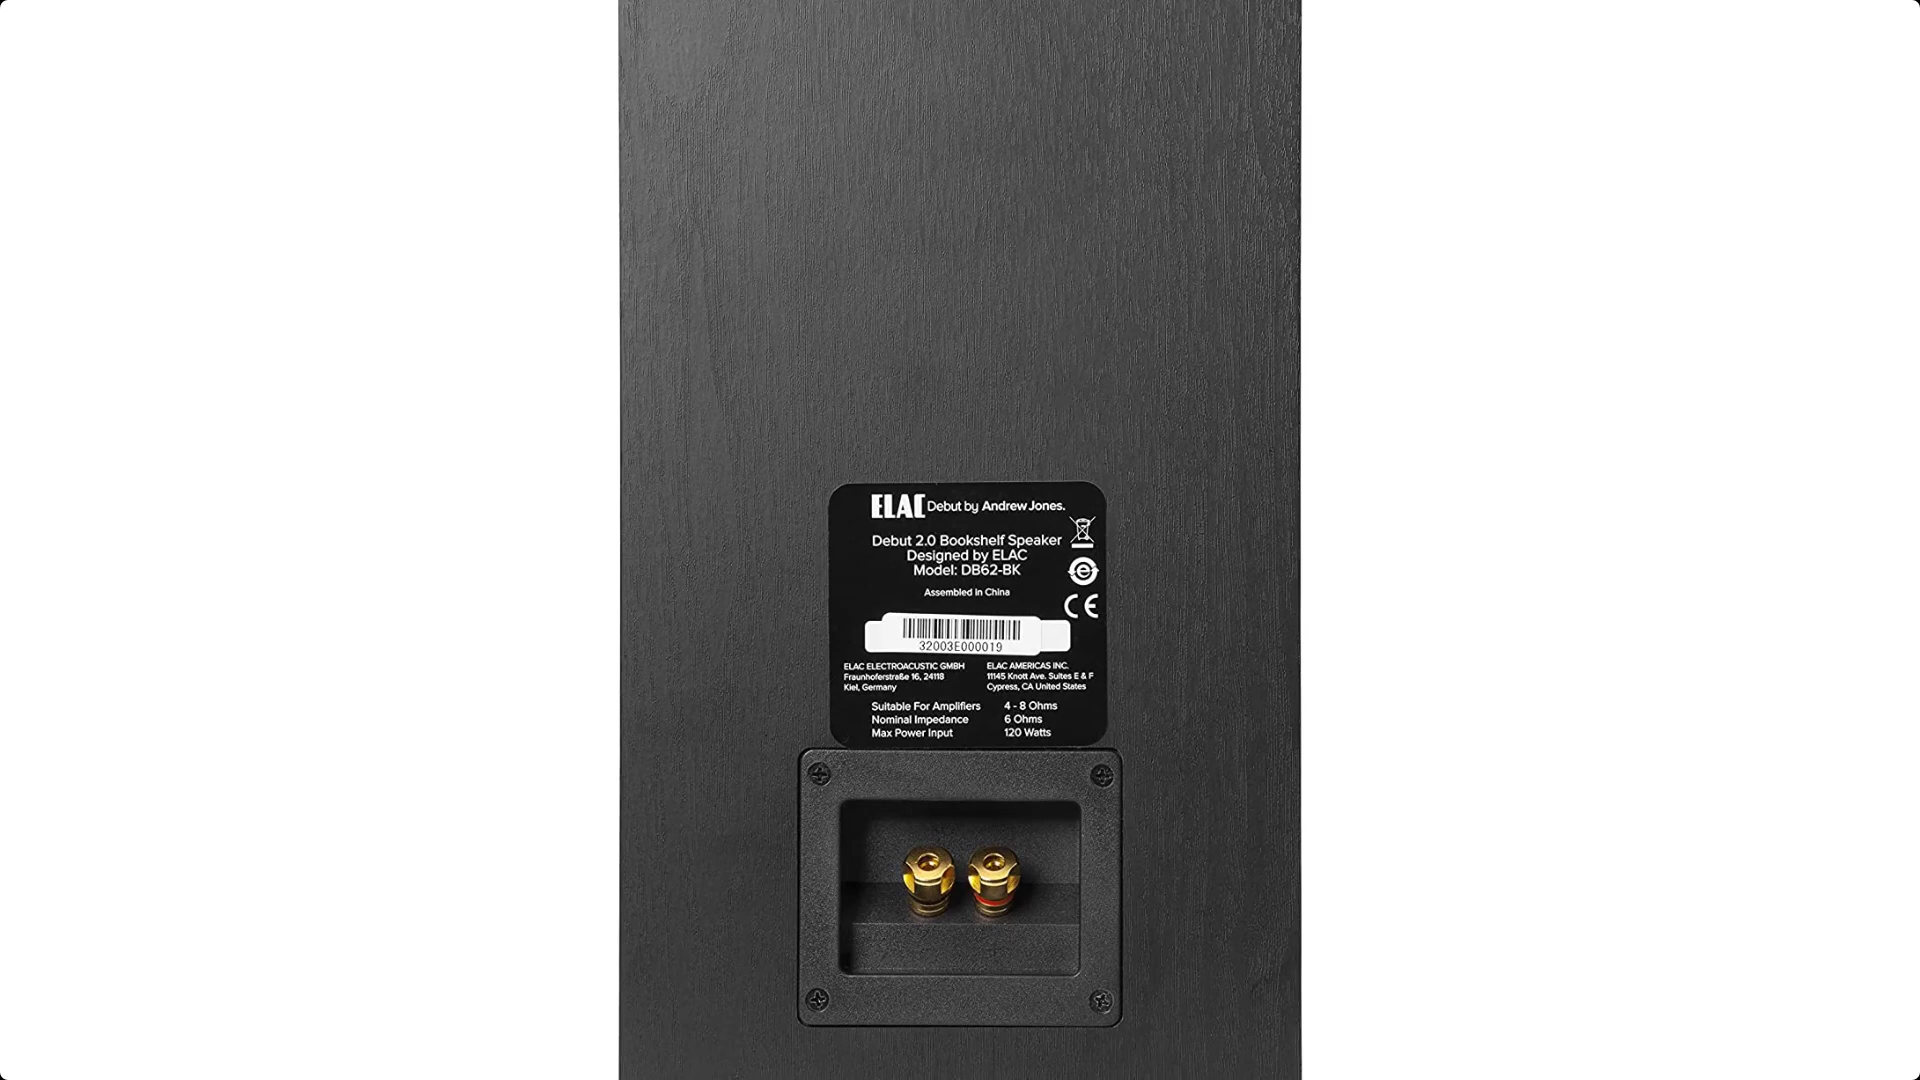 ELAC Debut by Andrew Jones.
Debut 2.0 Bookshelf Speaker
Designed by ELAC
Model: DB62-BK
Assembled in China
32003E000019
ELAC ELECTROACUSTIC GMBH
Fraunhoferstraße 16, 24118
Kiel, Germany
ELAC AMERICAS INC.
11145 Knott Ave. Suites E & F
Cypress, CA United States
Suitable For Amplifiers 4 - 8 Ohms
Nominal Impedance 6 Ohms
Max Power Input 120 Watts
e
CE